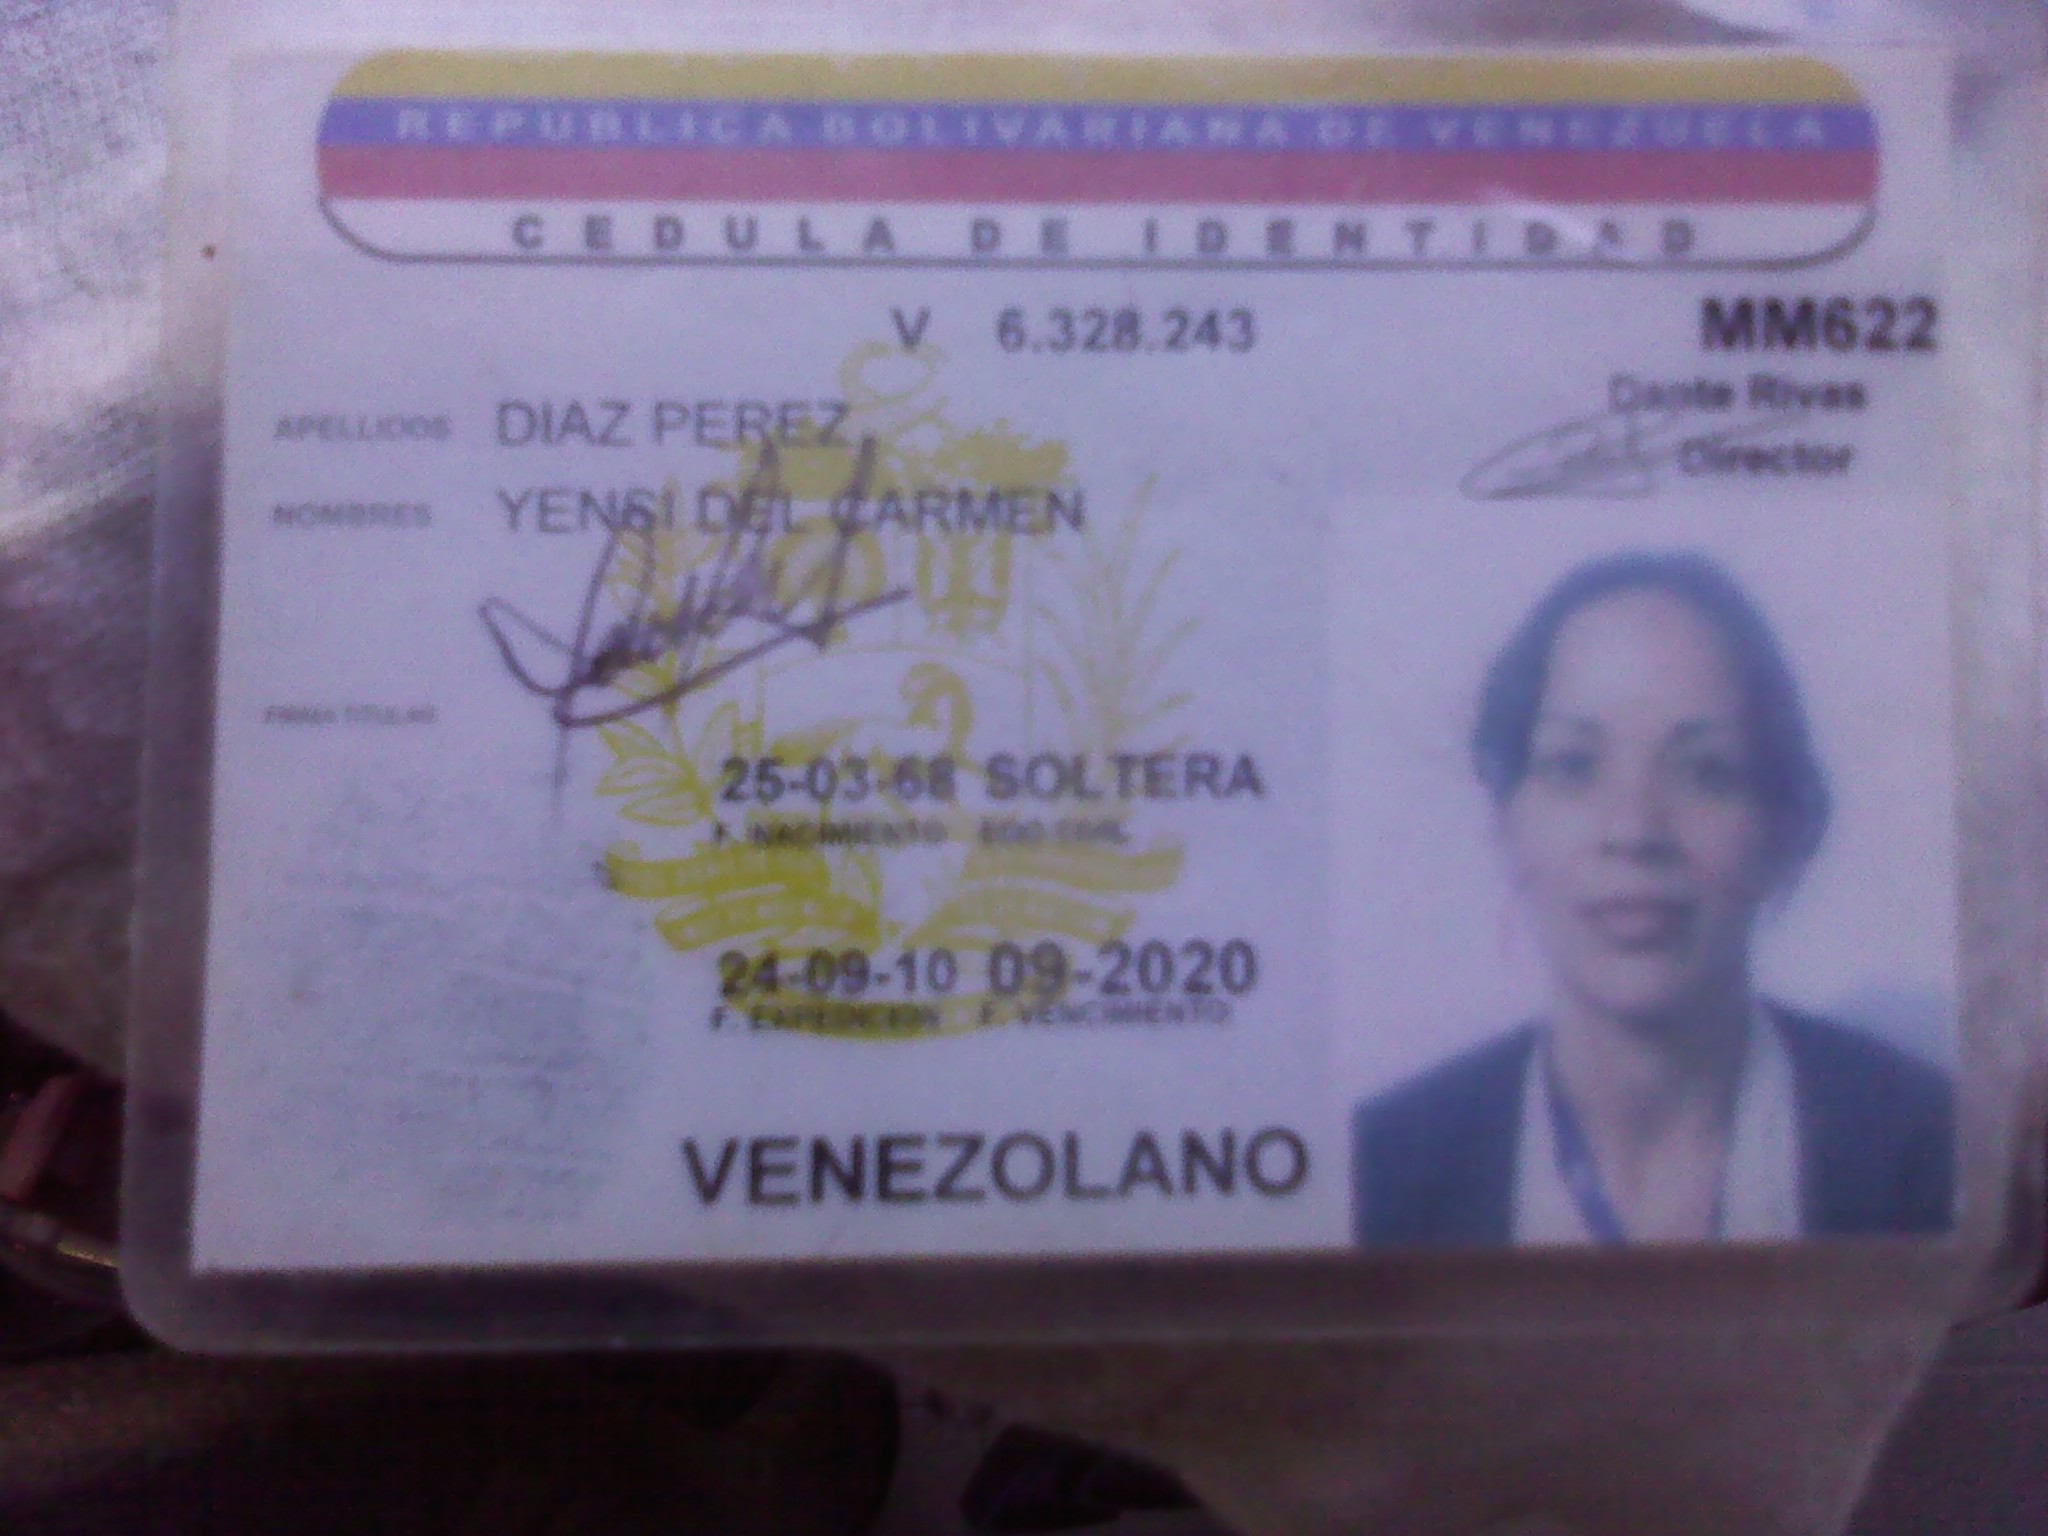 REPUBLICA BOLIVARIANA DE VENEZUELA
CEDULA DE IDENTIDAD
V 6.328.243
MM622
Dante Rivas
Director
APELLIDOS DIAZ PEREZ
NOMBRES YENSI DEL CARMEN
FIRMA TITULAR
25-03-68 SOLTERA
F. NACIMIENTO EDO CIVIL
24-09-10 09-2020
F. EXPEDICION F. VENCIMIENTO
VENEZOLANO